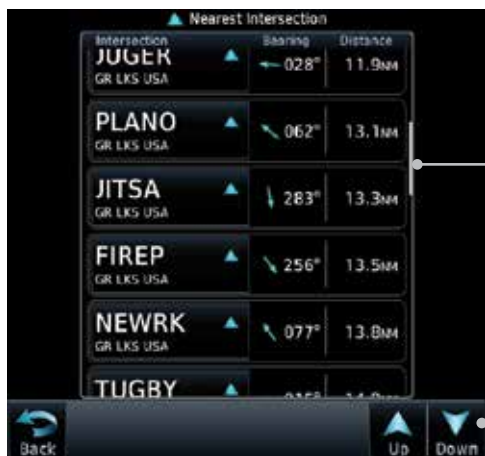 Nearest Intersection
Intersection Bearing Distance
JUGER 028° 11.9NM
GR LKS USA
PLANO 062° 13.1NM
GR LKS USA
JITSA 283° 13.3NM
GR LKS USA
FIREP 256° 13.5NM
GR LKS USA
NEWRK 077° 13.8NM
GR LKS USA
TUGBY
Back Up Down